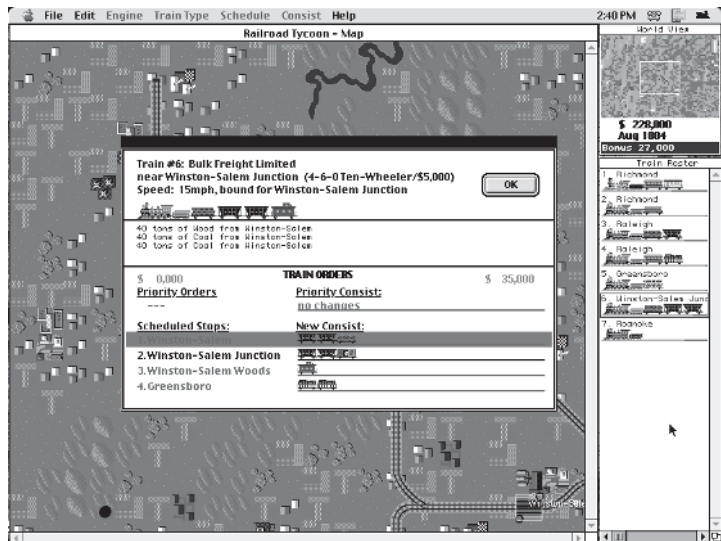 File Edit Engine Train Type Schedule Consist Help 2:40 PM
Railroad Tycoon - Map
World View
$ 228,000
Aug 1884
Bonus 27,000
Train Roster
1. Richmond
2. Richmond
3. Raleigh
4. Raleigh
5. Greensboro
6. Winston-Salem Junc
7. Roanoke
Train #6: Bulk Freight Limited
near Winston-Salem Junction (4-6-0 Ten-Wheeler/$5,000)
Speed: 15mph, bound for Winston-Salem Junction
OK
40 tons of Wood from Winston-Salem
40 tons of Coal from Winston-Salem
40 tons of Coal from Winston-Salem
$ 0,000 TRAIN ORDERS $ 35,000
Priority Orders Priority Consist:
--- no changes
Scheduled Stops: New Consist:
1. Winston-Salem
2. Winston-Salem Junction
3. Winston-Salem Woods
4. Greensboro
Winston-Sale